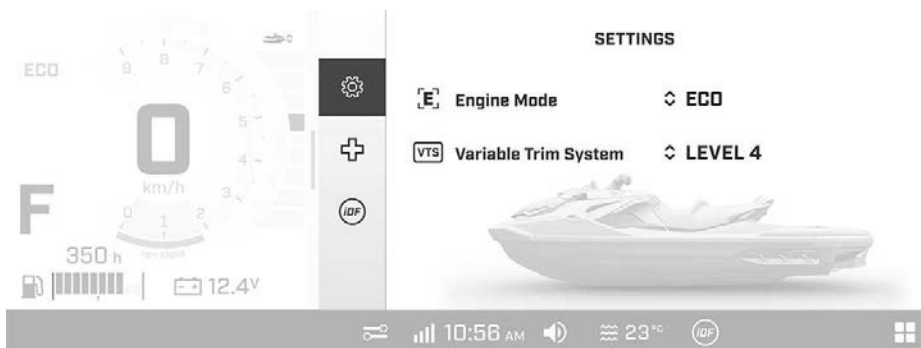 SETTINGS
ECO
9 8 7
6
5
4
3
0 1 2
0
km/h
F
350 h
12.4V
[E] Engine Mode ECO
VTS Variable Trim System LEVEL 4
iDF
10:56 AM 23°C iDF